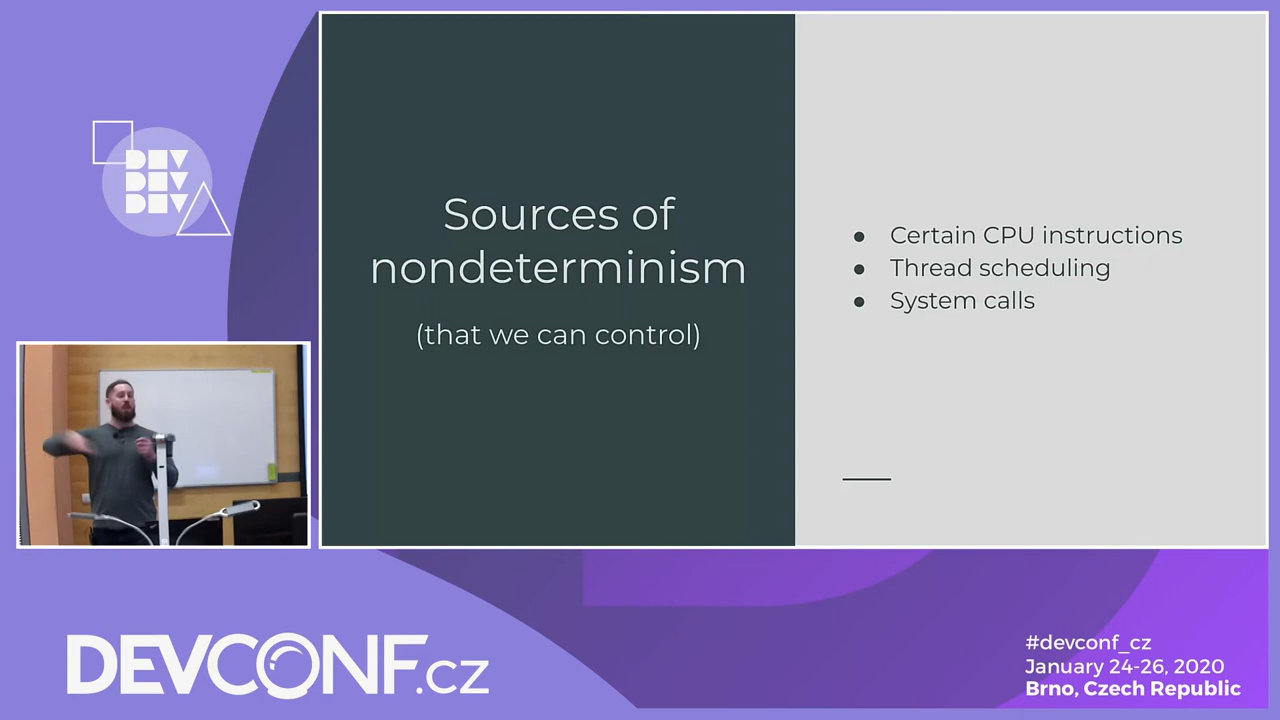 DEV
DEV
DEV
Sources of
nondeterminism
(that we can control)
● Certain CPU instructions
● Thread scheduling
● System calls
DEVCONF.cz
#devconf_cz
January 24-26, 2020
Brno, Czech Republic